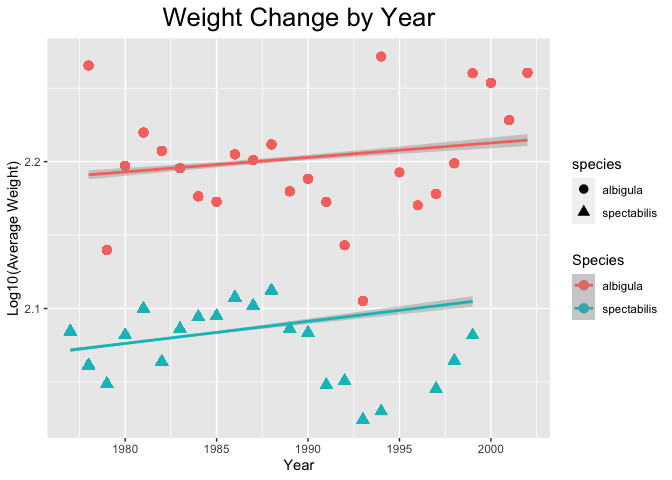 Weight Change by Year
Log10(Average Weight)
2.2
2.1
1980
1985
1990
1995
2000
Year
species
albigula
spectabilis
Species
albigula
spectabilis